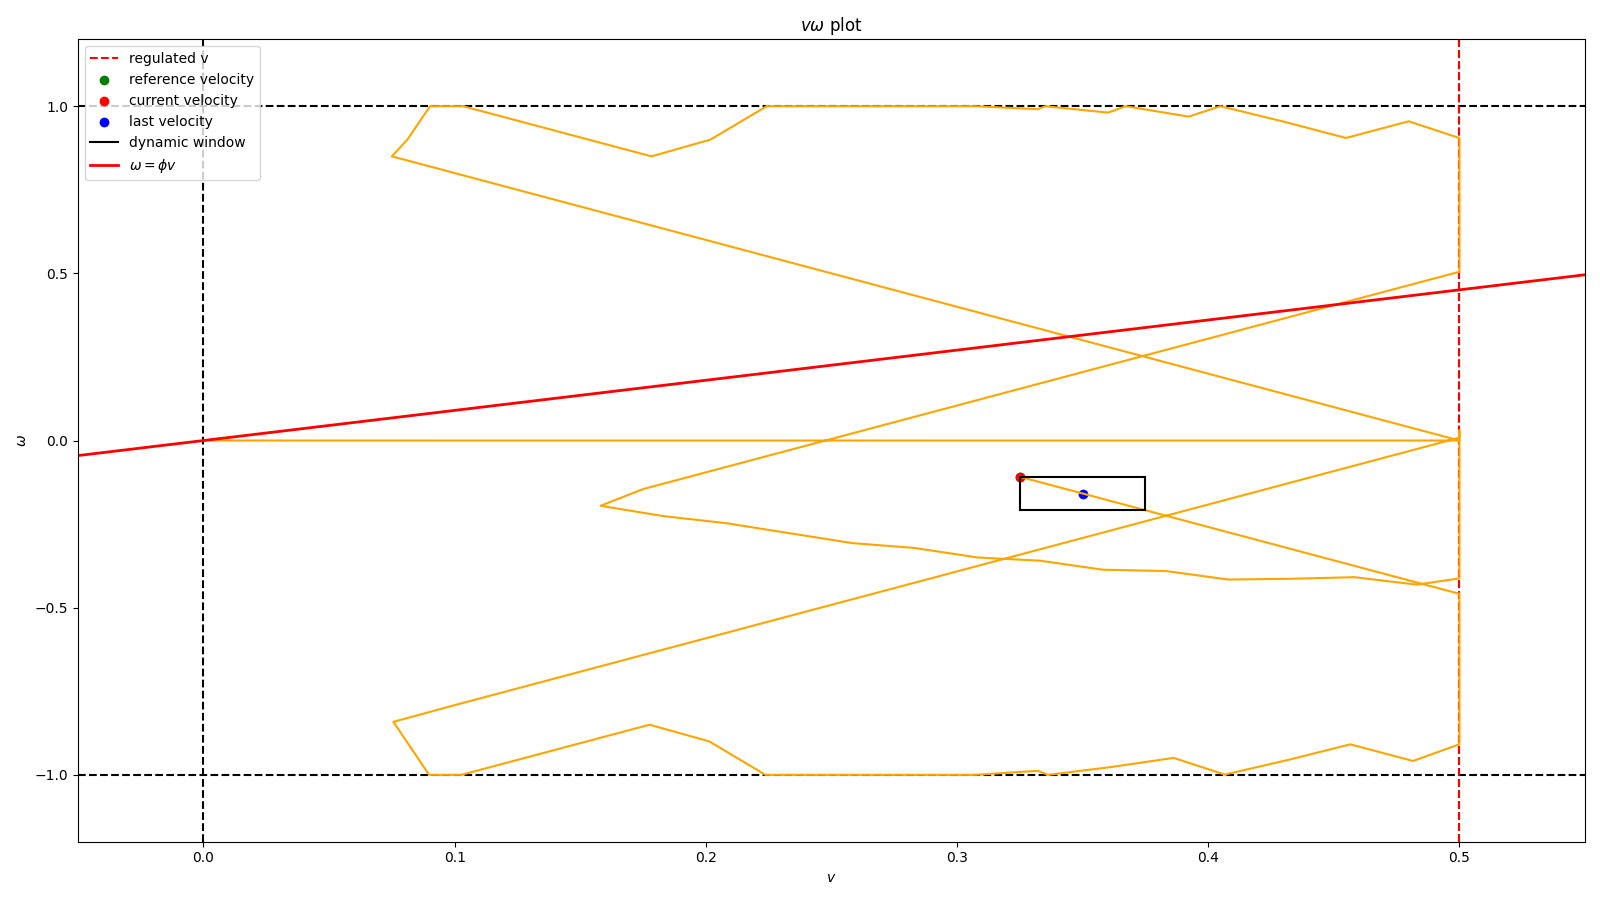 vω plot
regulated v
reference velocity
current velocity
last velocity
dynamic window
ω = ϕv
1.0
0.5
0.0
−0.5
−1.0
ω
0.0 0.1 0.2 0.3 0.4 0.5
v